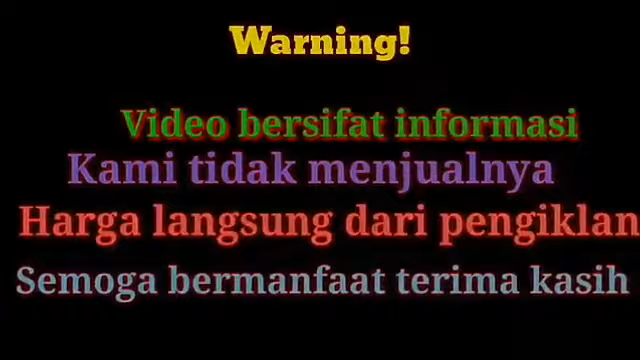 Warning!
Video bersifat informasi
Kami tidak menjualnya
Harga langsung dari pengiklan
Semoga bermanfaat terima kasih